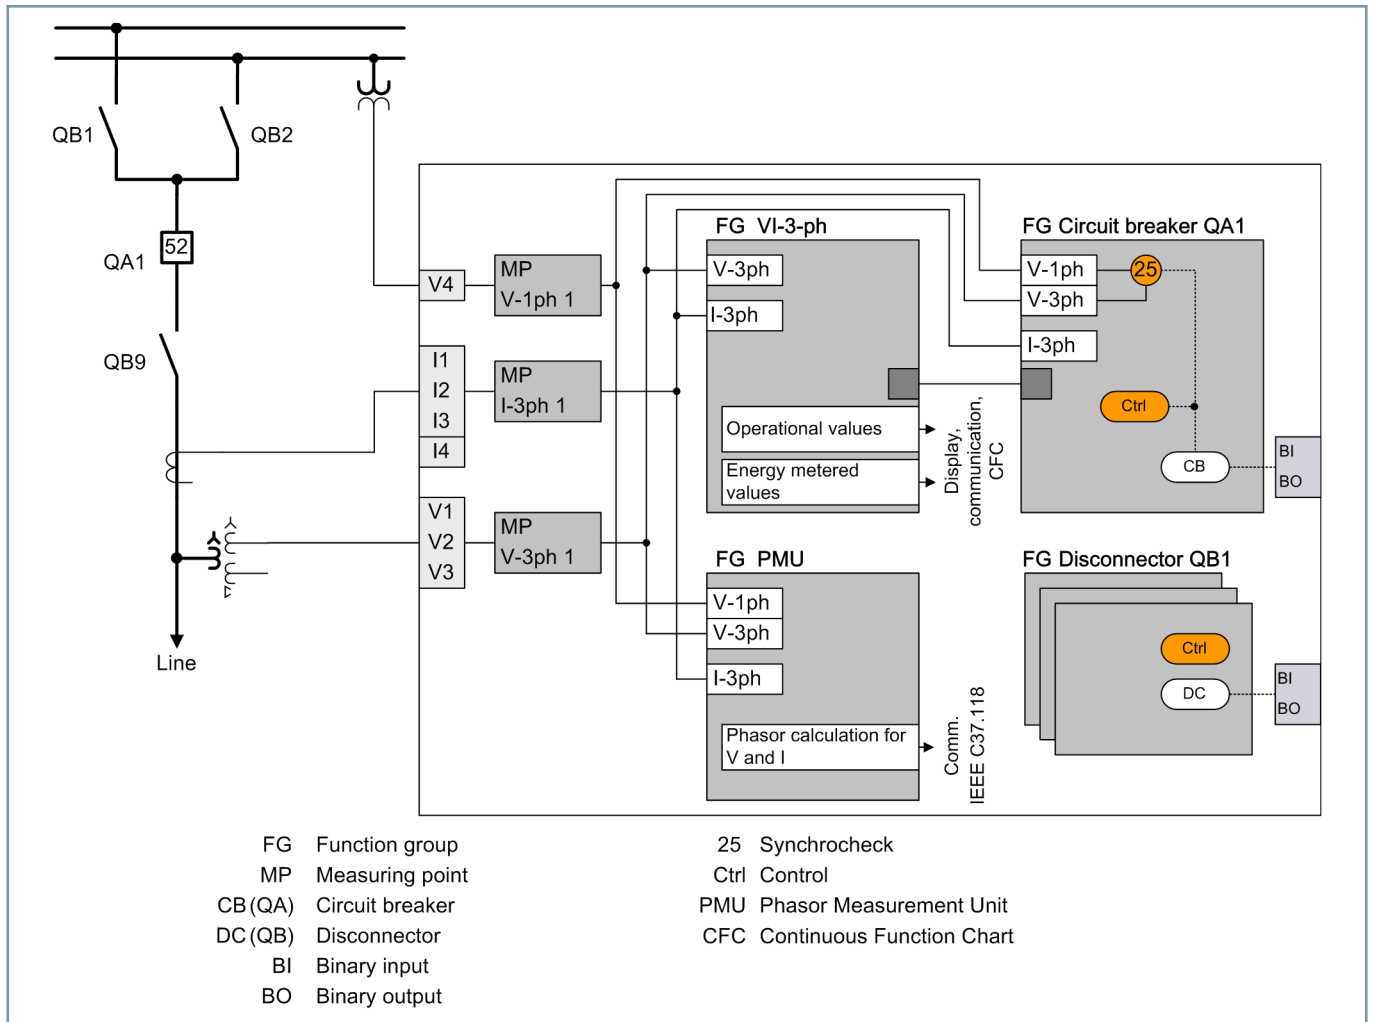 QB1
QB2
52
QA1
QB9
Line
V4
I1
I2
I3
I4
V1
V2
V3
MP
V-1ph 1
MP
I-3ph 1
MP
V-3ph 1
FG VI-3-ph
V-3ph
I-3ph
Operational values
Energy metered
values
Display,
communication,
CFC
FG Circuit breaker QA1
V-1ph
V-3ph
25
I-3ph
Ctrl
CB
BI
BO
FG PMU
V-1ph
V-3ph
I-3ph
Phasor calculation for
V and I
Comm.
IEEE C37.118
FG Disconnector QB1
Ctrl
DC
BI
BO
FG Function group
MP Measuring point
CB (QA) Circuit breaker
DC (QB) Disconnector
BI Binary input
BO Binary output
25 Synchrocheck
Ctrl Control
PMU Phasor Measurement Unit
CFC Continuous Function Chart